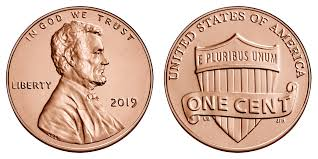 IN GOD WE TRUST
LIBERTY
2019
UNITED STATES OF AMERICA
E PLURIBUS UNUM
ONE CENT